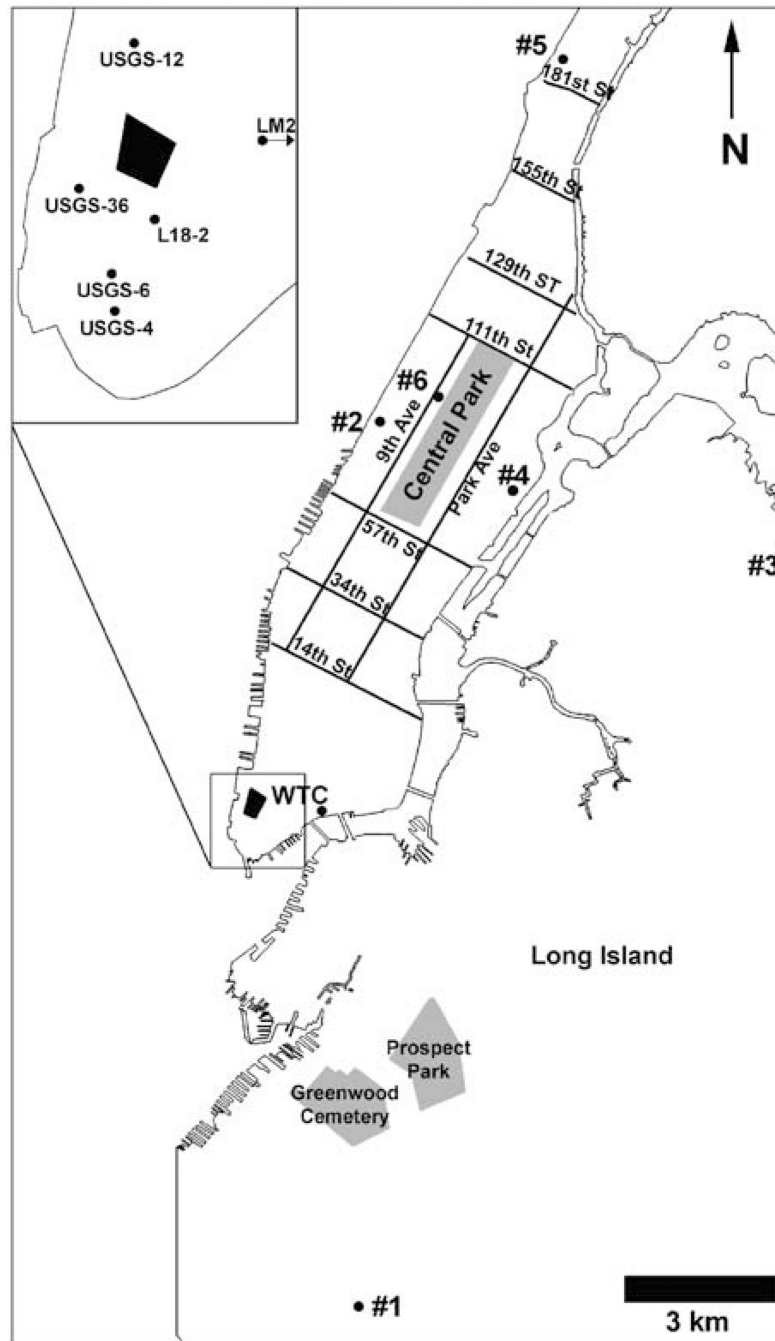 USGS-12
LM2
USGS-36
L18-2
USGS-6
USGS-4
#5
181st St
N
155th St
129th ST
111th St
#6
#2
9th Ave
Central Park
Park Ave
#4
57th St
#3
34th St
14th St
WTC
Long Island
Prospect
Park
Greenwood
Cemetery
#1
3 km